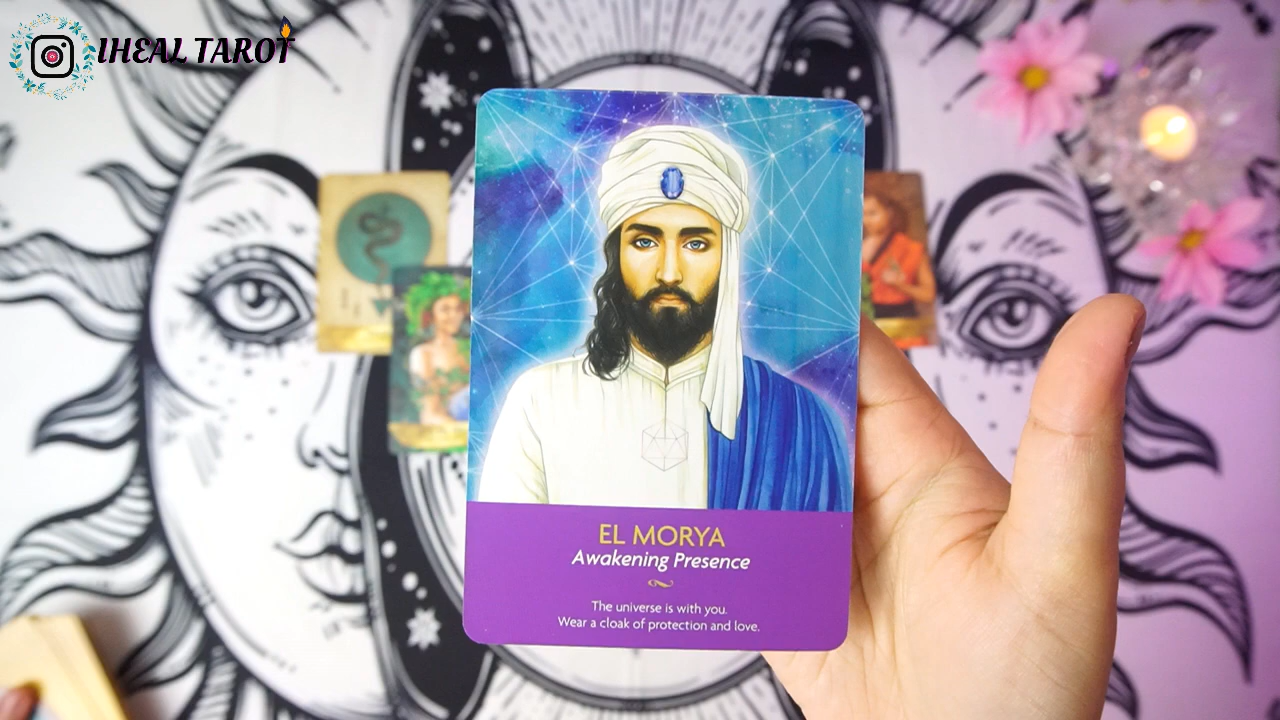 IHEAL TAROT
EL MORYA
Awakening Presence
The universe is with you.
Wear a cloak of protection and love.